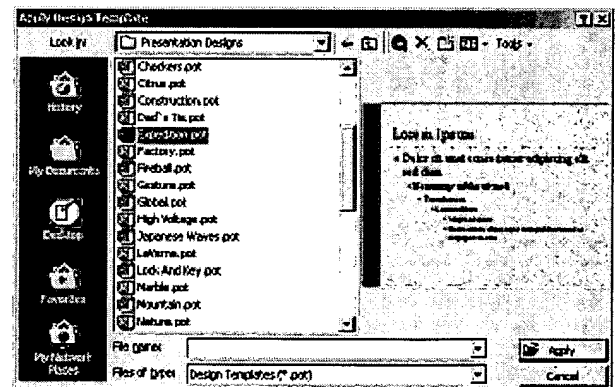 Apply Design Template
Look in: Presentation Designs Tools
Checkers.pot
Citrus.pot
Construction.pot
Dad`s Tie.pot
Expedition.pot
Factory.pot
Fireball.pot
Gesture.pot
Global.pot
High Voltage.pot
Japanese Waves.pot
LaVerne.pot
Lock And Key.pot
Marble.pot
Mountain.pot
Nature.pot
History
My Documents
Desktop
Favorites
My Network
Places
Lorem Ipsum
File name:
Files of type: Design Templates (*.pot)
Apply
Cancel